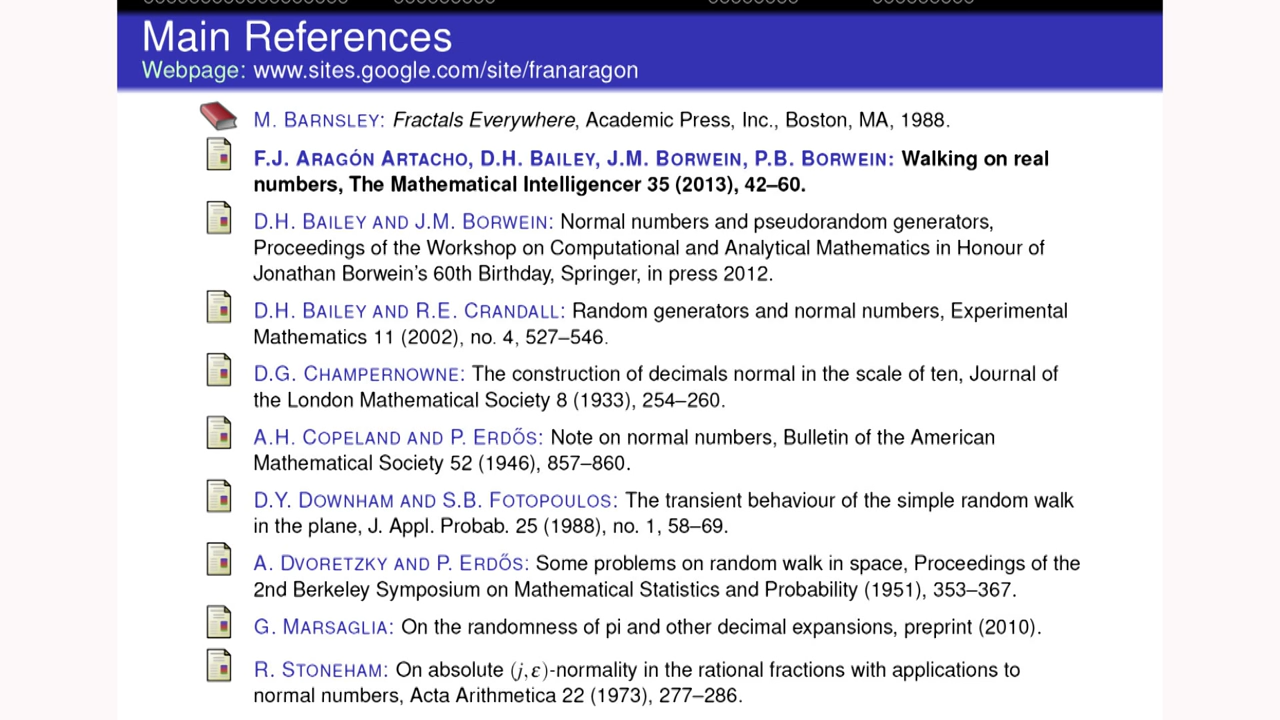 Main References
Webpage: www.sites.google.com/site/franaragon
M. BARNSLEY: Fractals Everywhere, Academic Press, Inc., Boston, MA, 1988.
F.J. ARAGÓN ARTACHO, D.H. BAILEY, J.M. BORWEIN, P.B. BORWEIN: Walking on real
numbers, The Mathematical Intelligencer 35 (2013), 42–60.
D.H. BAILEY AND J.M. BORWEIN: Normal numbers and pseudorandom generators,
Proceedings of the Workshop on Computational and Analytical Mathematics in Honour of
Jonathan Borwein's 60th Birthday, Springer, in press 2012.
D.H. BAILEY AND R.E. CRANDALL: Random generators and normal numbers, Experimental
Mathematics 11 (2002), no. 4, 527–546.
D.G. CHAMPERNOWNE: The construction of decimals normal in the scale of ten, Journal of
the London Mathematical Society 8 (1933), 254–260.
A.H. COPELAND AND P. ERDŐS: Note on normal numbers, Bulletin of the American
Mathematical Society 52 (1946), 857–860.
D.Y. DOWNHAM AND S.B. FOTOPOULOS: The transient behaviour of the simple random walk
in the plane, J. Appl. Probab. 25 (1988), no. 1, 58–69.
A. DVORETZKY AND P. ERDŐS: Some problems on random walk in space, Proceedings of the
2nd Berkeley Symposium on Mathematical Statistics and Probability (1951), 353–367.
G. MARSAGLIA: On the randomness of pi and other decimal expansions, preprint (2010).
R. STONEHAM: On absolute (j,ε)-normality in the rational fractions with applications to
normal numbers, Acta Arithmetica 22 (1973), 277–286.